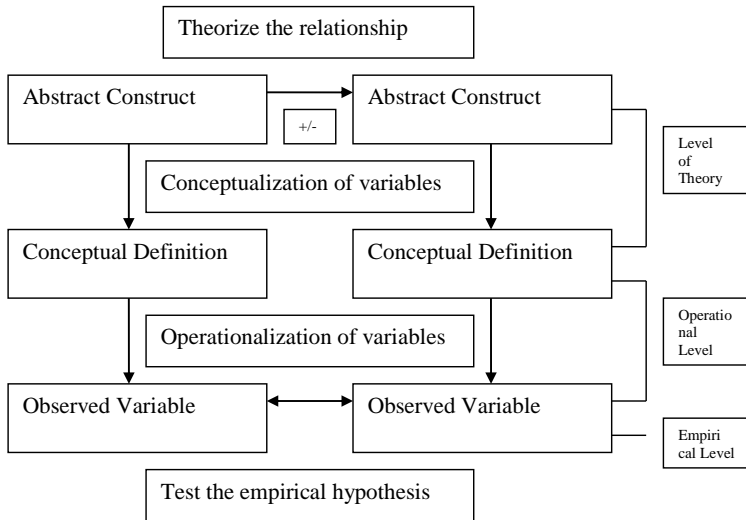 Theorize the relationship
Abstract Construct
Abstract Construct
+/-
Level
of
Theory
Conceptualization of variables
Conceptual Definition
Conceptual Definition
Operationalization of variables
Operatio
nal
Level
Observed Variable
Observed Variable
Empiri
cal Level
Test the empirical hypothesis